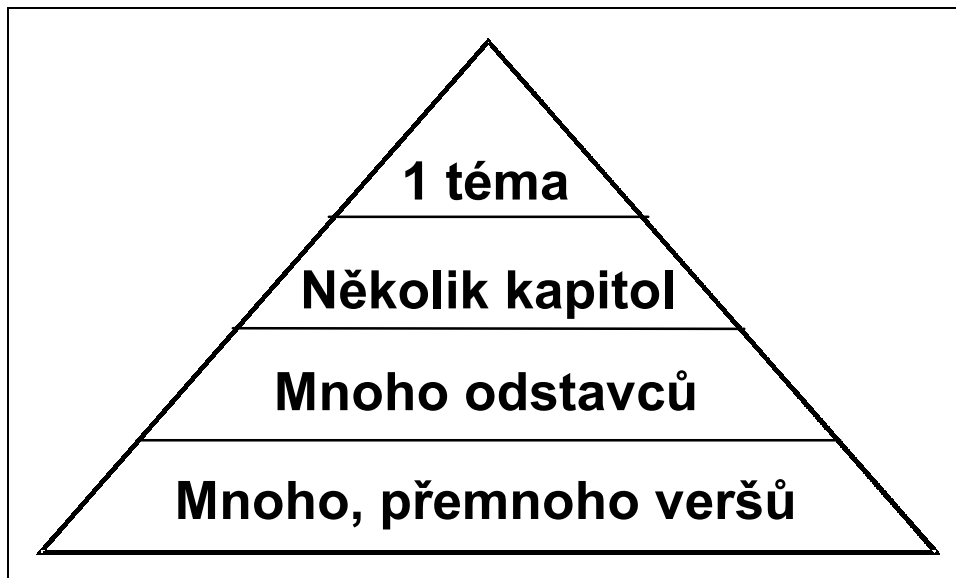 1 téma
Několik kapitol
Mnoho odstavců
Mnoho, přemnoho veršů